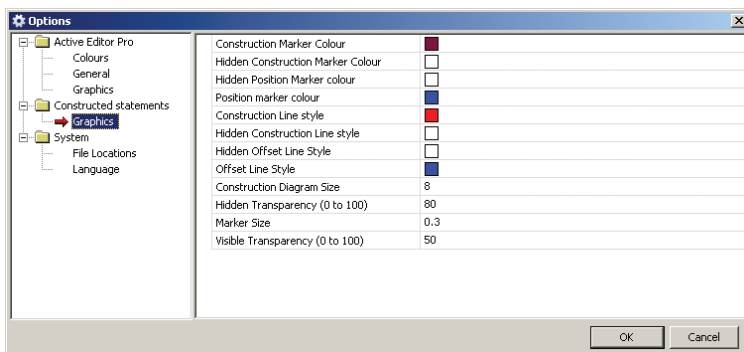 Options
Active Editor Pro
Colours
General
Graphics
Constructed statements
Graphics
System
File Locations
Language
Construction Marker Colour
Hidden Construction Marker Colour
Hidden Position Marker colour
Position marker colour
Construction Line style
Hidden Construction Line style
Hidden Offset Line Style
Offset Line Style
Construction Diagram Size 8
Hidden Transparency (0 to 100) 80
Marker Size 0.3
Visible Transparency (0 to 100) 50
OK Cancel